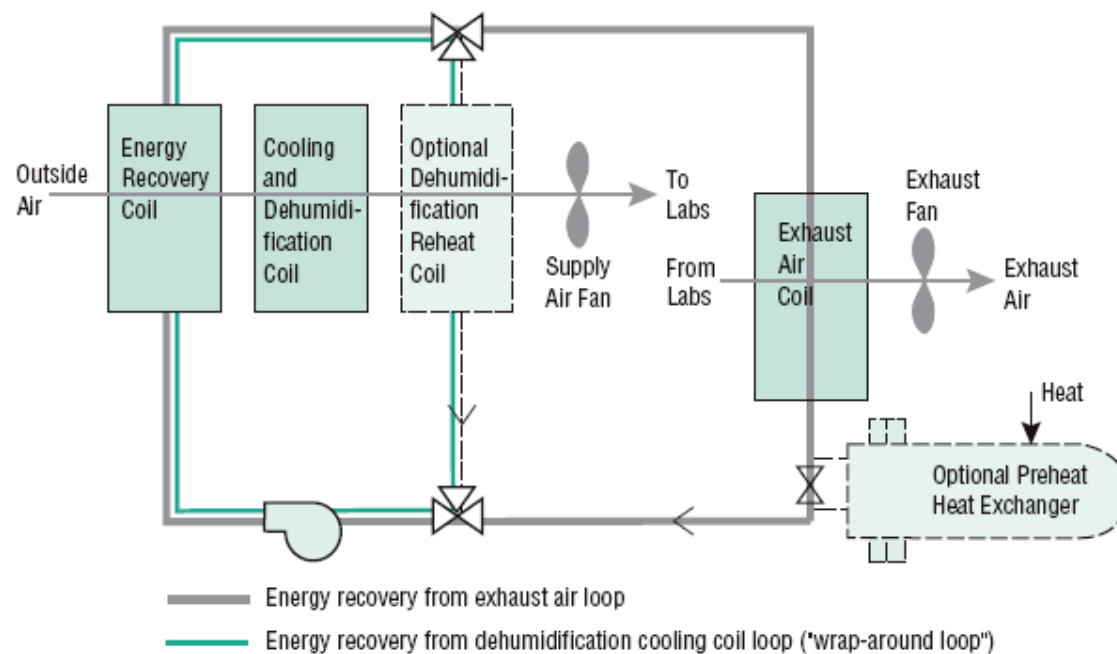 Outside
Air
Energy
Recovery
Coil
Cooling
and
Dehumidi-
fication
Coil
Optional
Dehumidi-
fication
Reheat
Coil
Supply
Air Fan
To
Labs
From
Labs
Exhaust
Air
Coil
Exhaust
Fan
Exhaust
Air
Heat
Optional Preheat
Heat Exchanger
Energy recovery from exhaust air loop
Energy recovery from dehumidification cooling coil loop ("wrap-around loop")